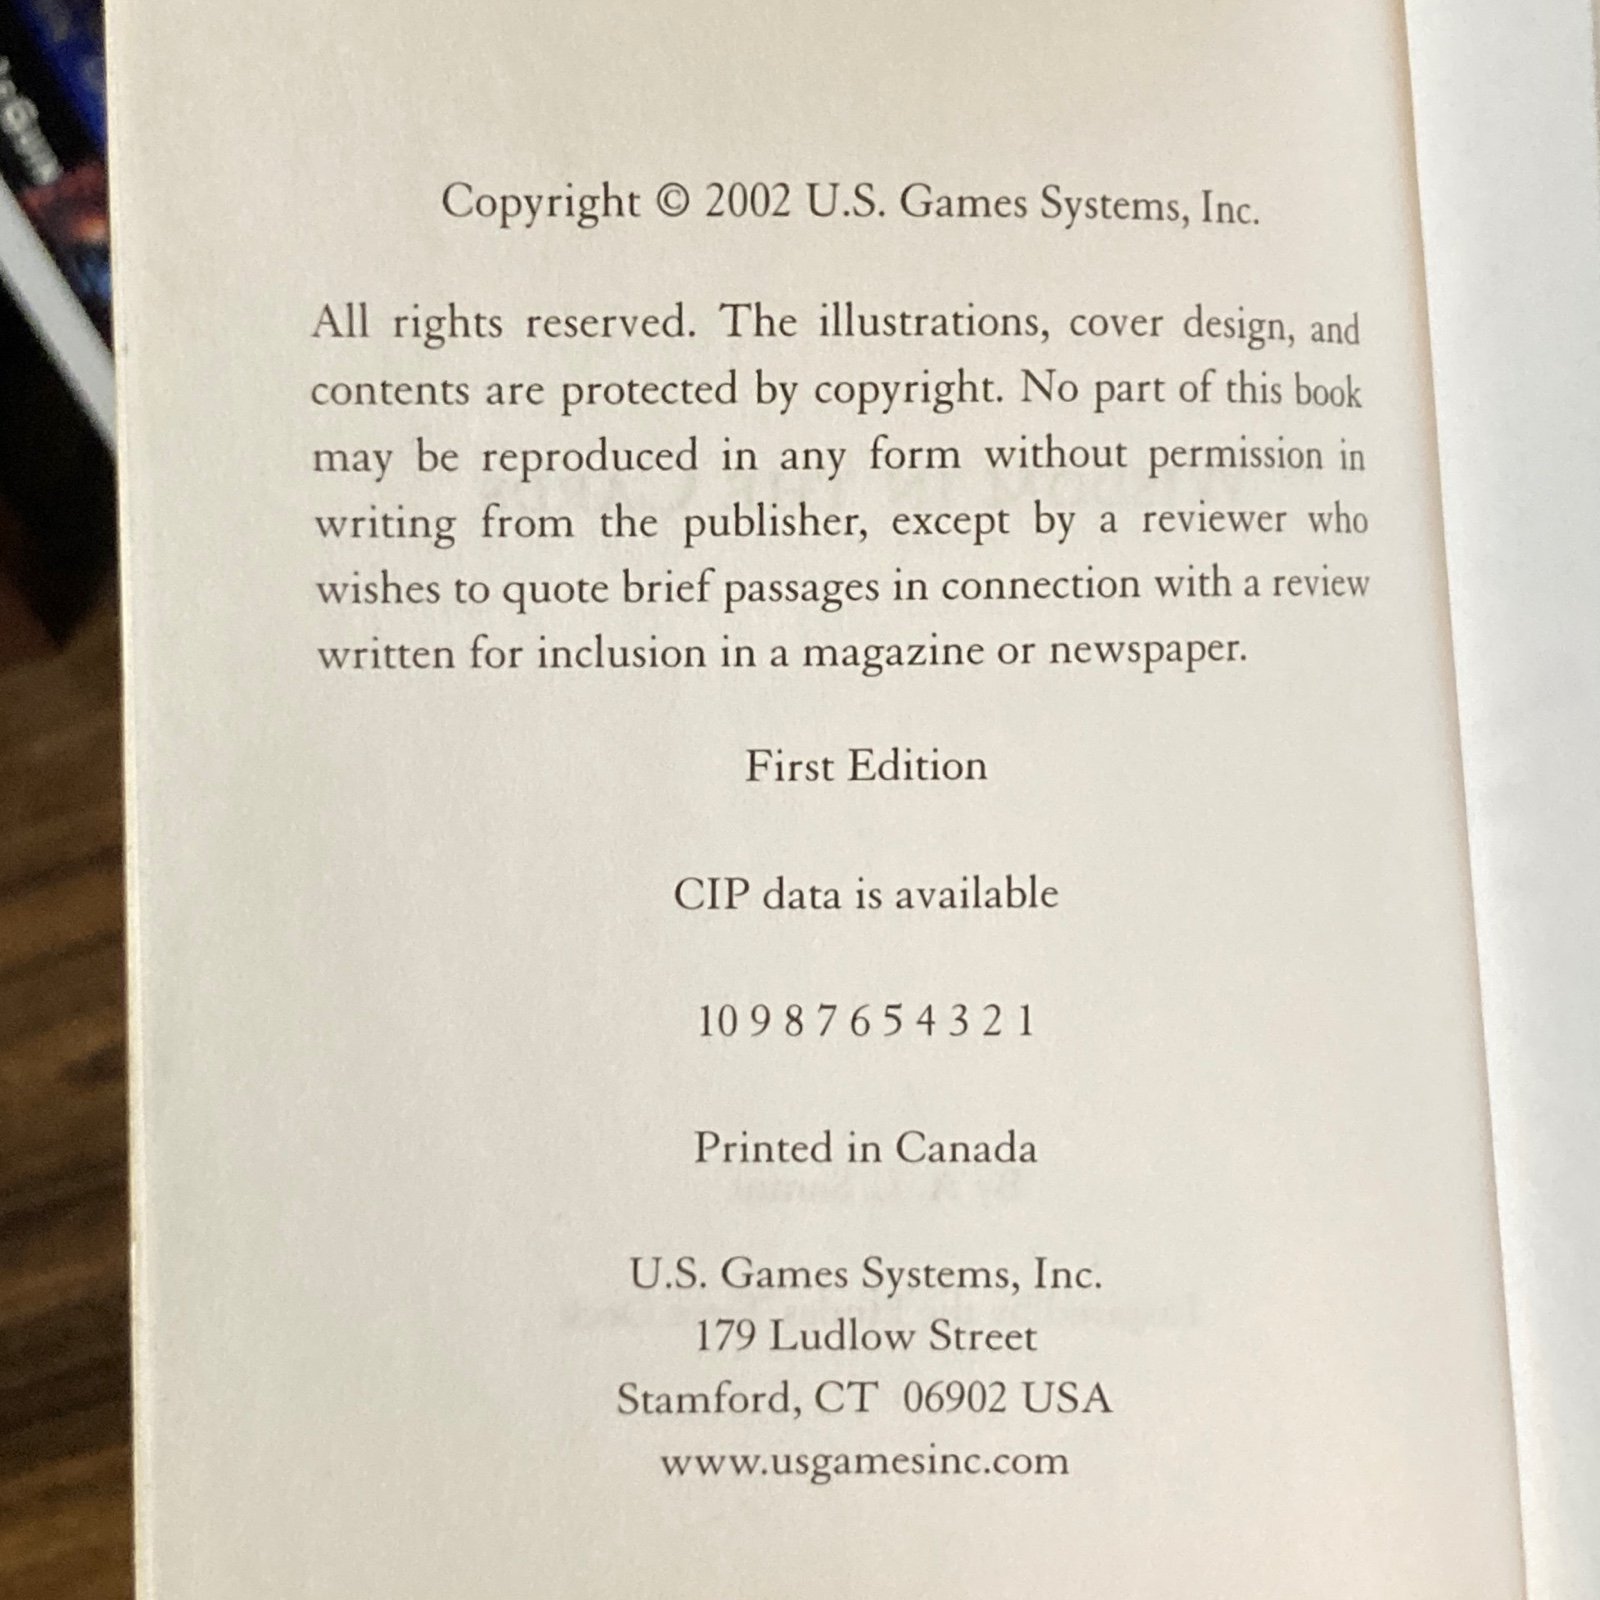 Copyright © 2002 U.S. Games Systems, Inc.
All rights reserved. The illustrations, cover design, and
contents are protected by copyright. No part of this book
may be reproduced in any form without permission in
writing from the publisher, except by a reviewer who
wishes to quote brief passages in connection with a review
written for inclusion in a magazine or newspaper.
First Edition
CIP data is available
10 9 8 7 6 5 4 3 2 1
Printed in Canada
U.S. Games Systems, Inc.
179 Ludlow Street
Stamford, CT 06902 USA
www.usgamesinc.com